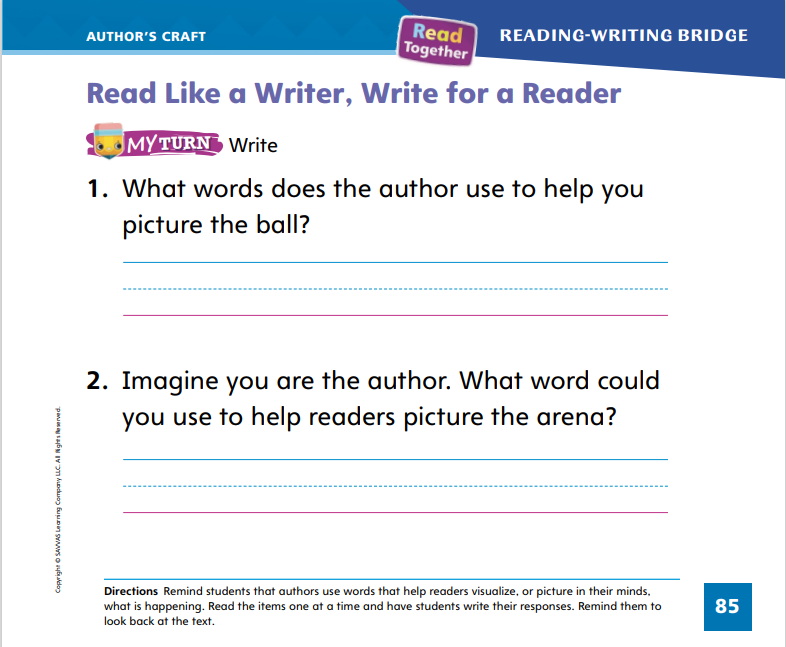 AUTHOR'S CRAFT
Read
Together
READING-WRITING BRIDGE
Read Like a Writer, Write for a Reader
MY TURN Write
1. What words does the author use to help you
picture the ball?
2. Imagine you are the author. What word could
you use to help readers picture the arena?
Copyright © SAVVAS Learning Company LLC. All Rights Reserved.
Directions Remind students that authors use words that help readers visualize, or picture in their minds,
what is happening. Read the items one at a time and have students write their responses. Remind them to
look back at the text.
85